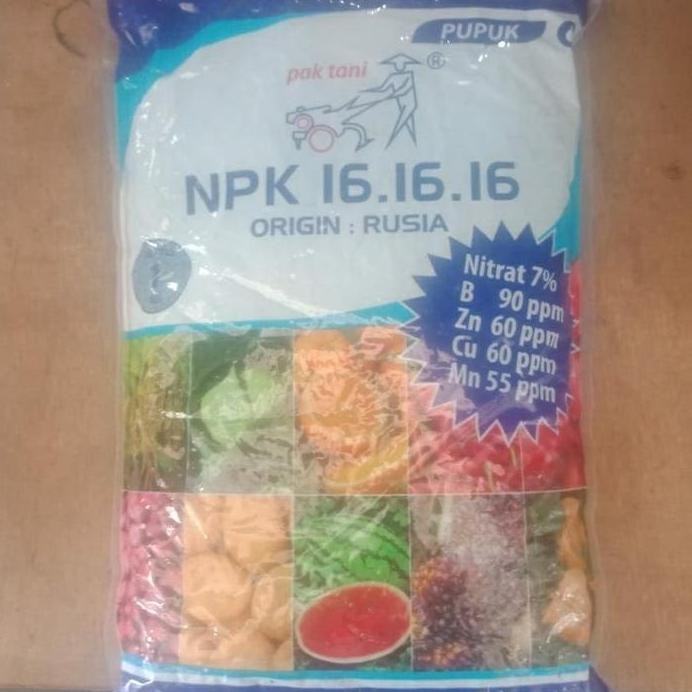 PUPUK
pak tani ®
NPK 16.16.16
ORIGIN : RUSIA
Nitrat 7%
B 90 ppm
Zn 60 ppm
Cu 60 ppm
Mn 55 ppm